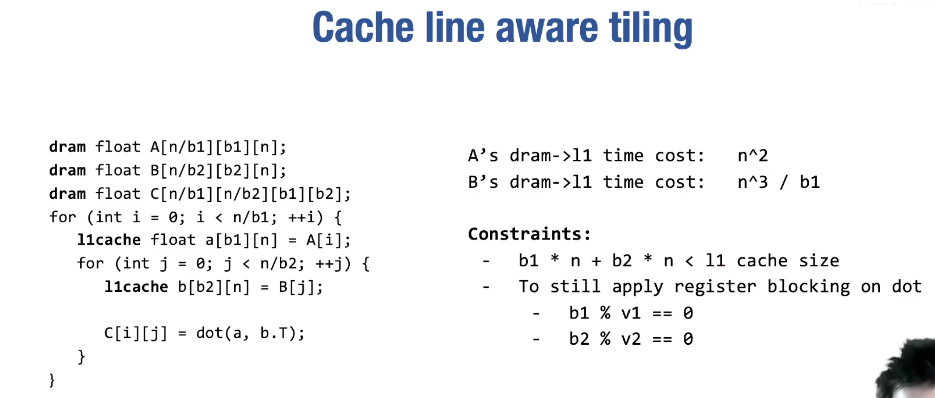 Cache line aware tiling
dram float A[n/b1][b1][n];
dram float B[n/b2][b2][n];
dram float C[n/b1][n/b2][b1][b2];
for (int i = 0; i < n/b1; ++i) {
l1cache float a[b1][n] = A[i];
for (int j = 0; j < n/b2; ++j) {
l1cache b[b2][n] = B[j];
C[i][j] = dot(a, b.T);
}
}
A’s dram->l1 time cost: n^2
B’s dram->l1 time cost: n^3 / b1
Constraints:
- b1 * n + b2 * n < l1 cache size
- To still apply register blocking on dot
- b1 % v1 == 0
- b2 % v2 == 0